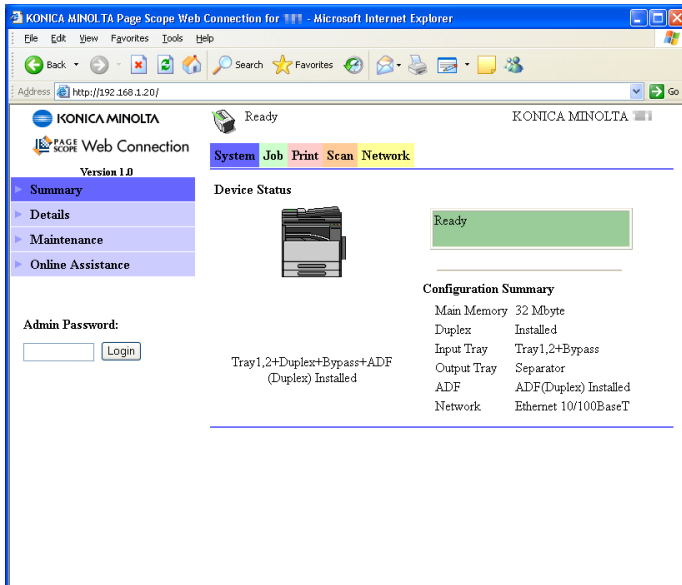 KONICA MINOLTA Page Scope Web Connection for - Microsoft Internet Explorer
File Edit View Favorites Tools Help
Back Search Favorites
Address http://192.168.1.20/ Go
KONICA MINOLTA
PAGE SCOPE Web Connection
Version 1.0
Ready KONICA MINOLTA
System Job Print Scan Network
Summary
Details
Maintenance
Online Assistance
Admin Password:
Login
Device Status
Tray1,2+Duplex+Bypass+ADF
(Duplex) Installed
Ready
Configuration Summary
Main Memory 32 Mbyte
Duplex Installed
Input Tray Tray1,2+Bypass
Output Tray Separator
ADF ADF(Duplex) Installed
Network Ethernet 10/100BaseT